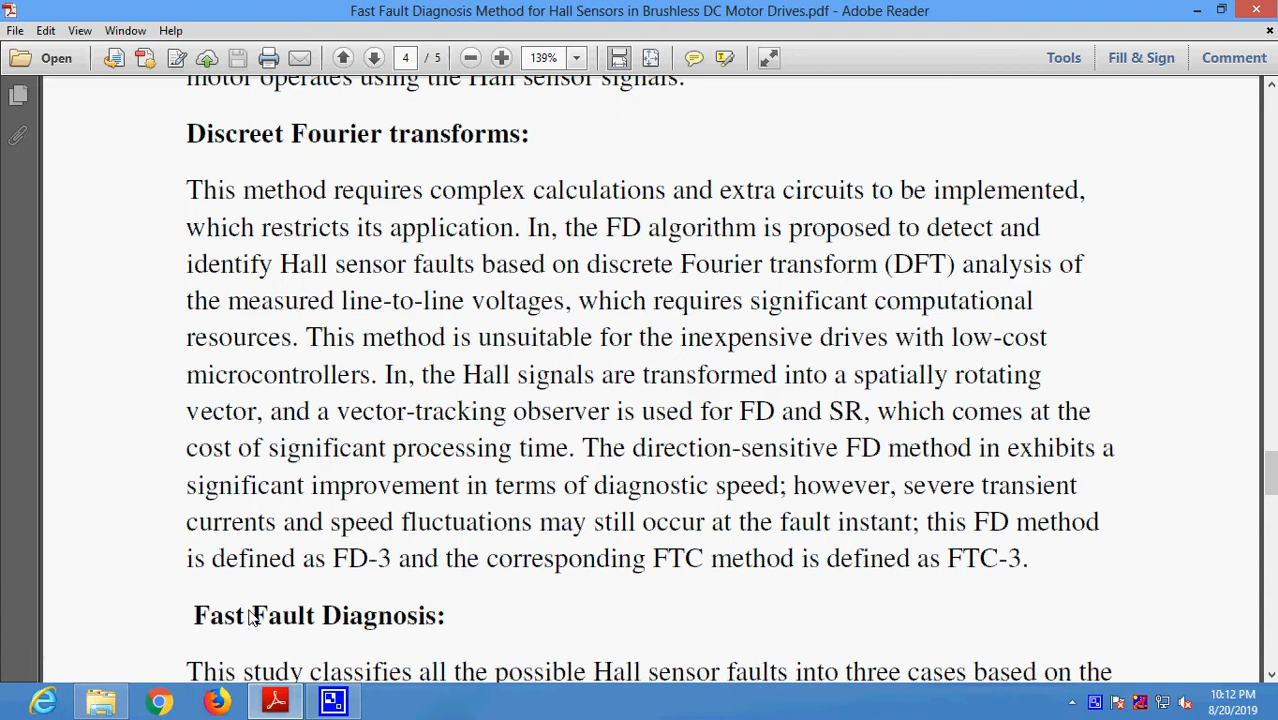 Fast Fault Diagnosis Method for Hall Sensors in Brushless DC Motor Drives.pdf - Adobe Reader
File Edit View Window Help
Open 4 / 5 139% Tools Fill & Sign Comment
motor operates using the Hall sensor signals.
Discreet Fourier transforms:
This method requires complex calculations and extra circuits to be implemented,
which restricts its application. In, the FD algorithm is proposed to detect and
identify Hall sensor faults based on discrete Fourier transform (DFT) analysis of
the measured line-to-line voltages, which requires significant computational
resources. This method is unsuitable for the inexpensive drives with low-cost
microcontrollers. In, the Hall signals are transformed into a spatially rotating
vector, and a vector-tracking observer is used for FD and SR, which comes at the
cost of significant processing time. The direction-sensitive FD method in exhibits a
significant improvement in terms of diagnostic speed; however, severe transient
currents and speed fluctuations may still occur at the fault instant; this FD method
is defined as FD-3 and the corresponding FTC method is defined as FTC-3.
Fast Fault Diagnosis:
This study classifies all the possible Hall sensor faults into three cases based on the
10:12 PM
8/20/2019